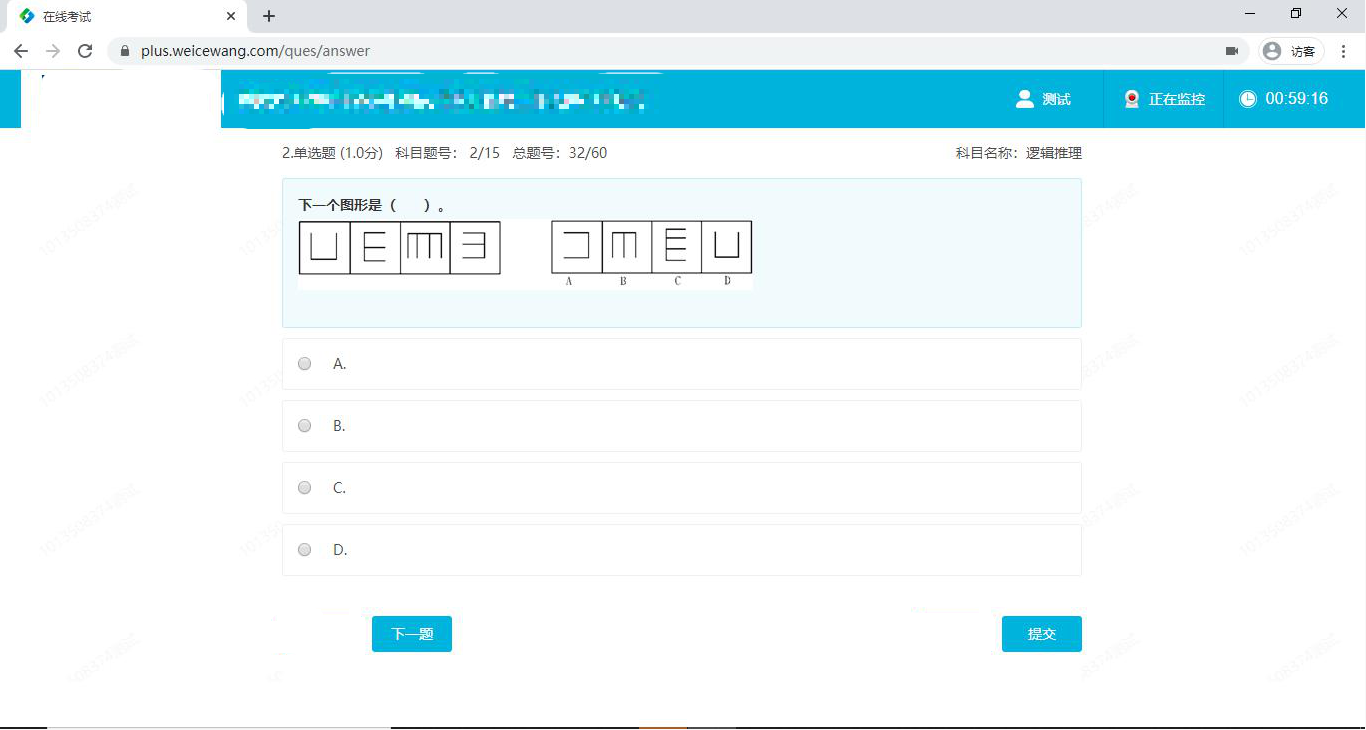 在线考试
plus.weicewang.com/ques/answer
访客
测试
正在监控
00:59:16
2.单选题 (1.0分) 科目题号： 2/15 总题号：32/60
科目名称：逻辑推理
下一个图形是（ ）。
A B C D
A.
B.
C.
D.
下一题
提交